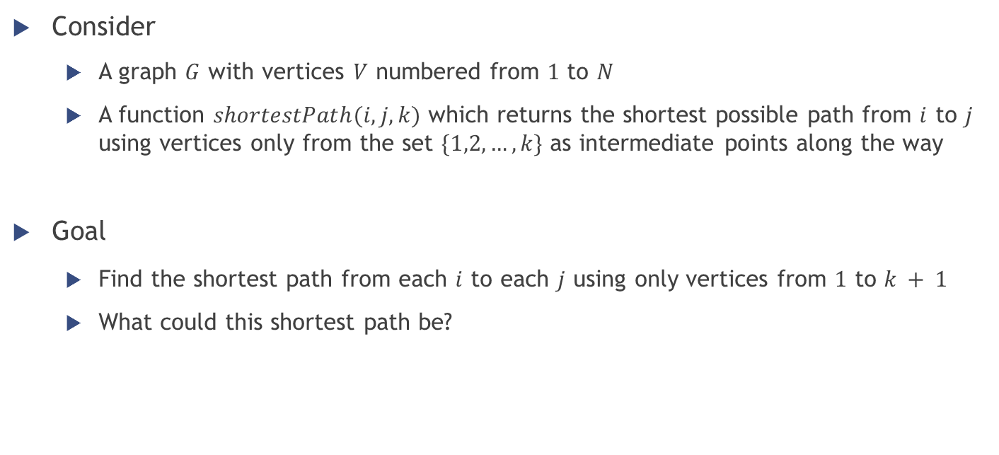 Consider
A graph G with vertices V numbered from 1 to N
A function shortestPath(i, j, k) which returns the shortest possible path from i to j
using vertices only from the set {1,2, … , k} as intermediate points along the way
Goal
Find the shortest path from each i to each j using only vertices from 1 to k + 1
What could this shortest path be?